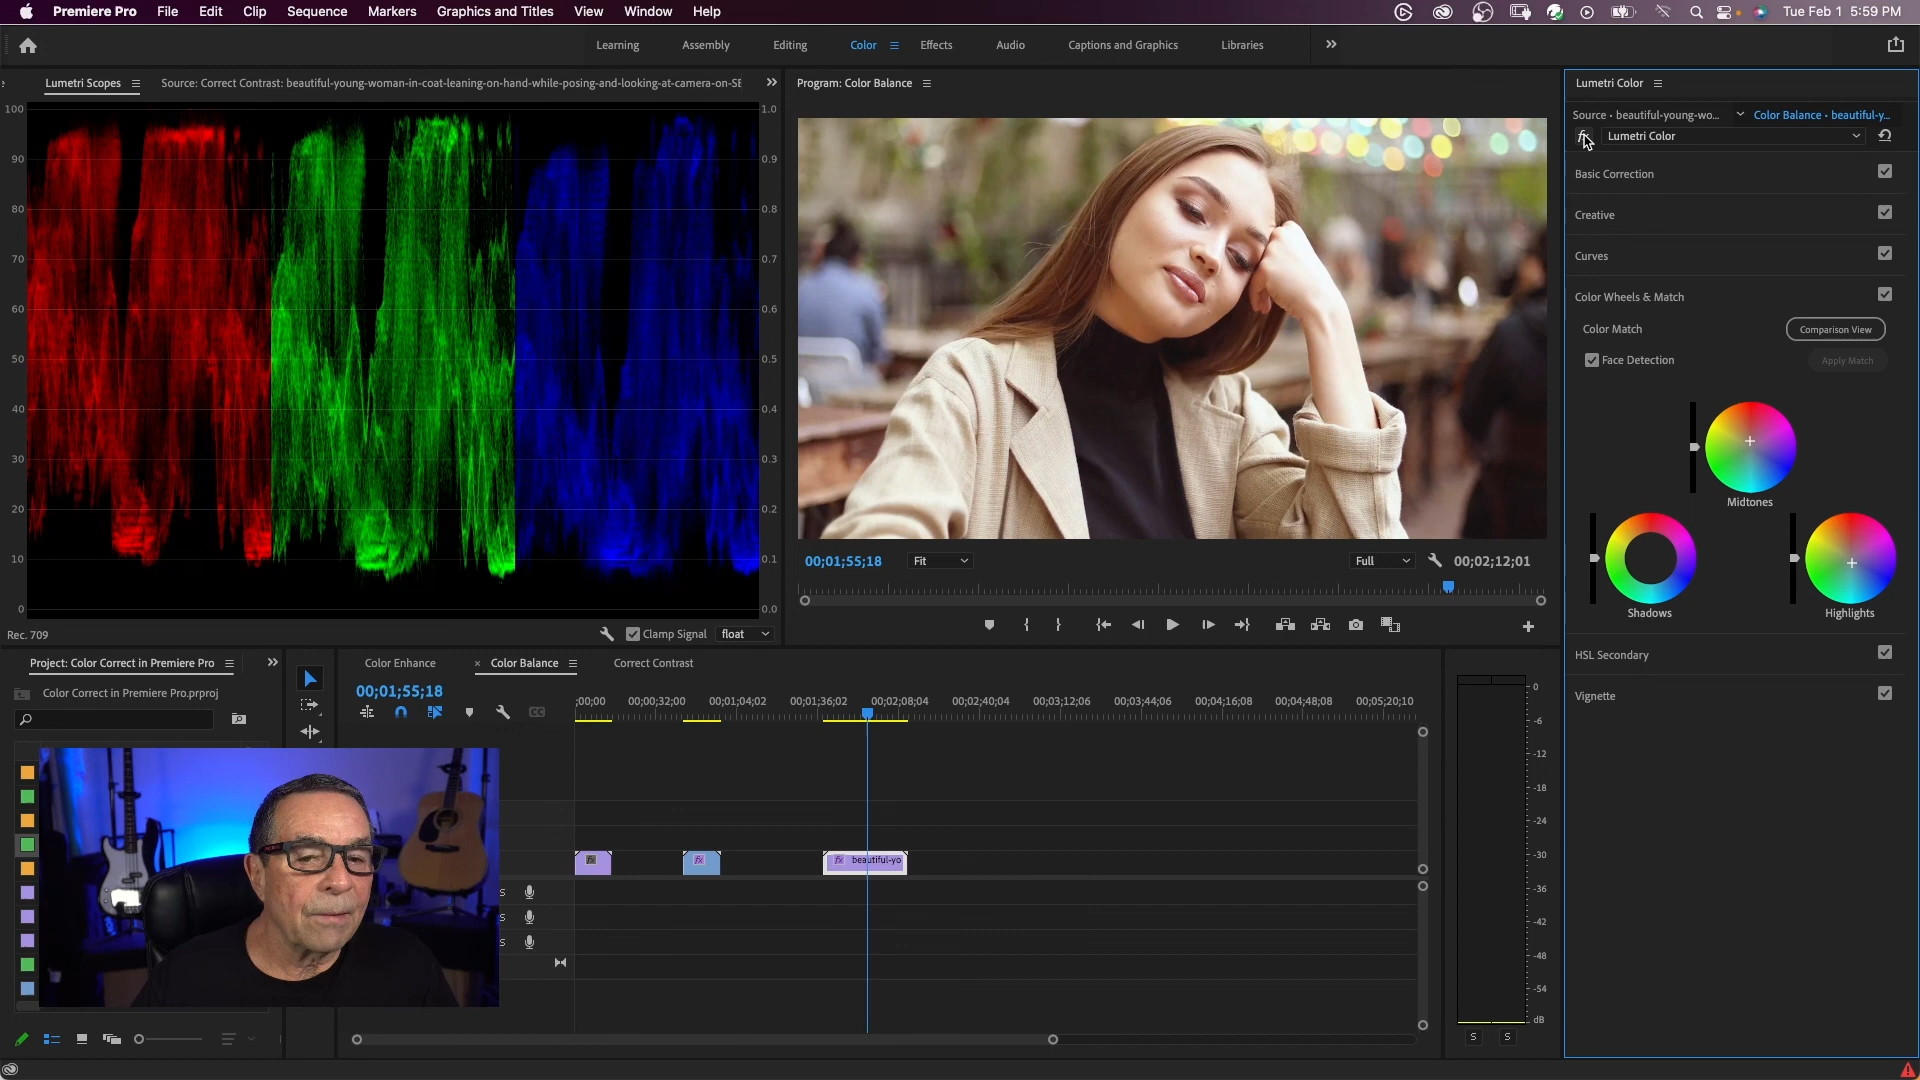 Premiere Pro File Edit Clip Sequence Markers Graphics and Titles View Window Help Tue Feb 1 5:59 PM
Learning Assembly Editing Color Effects Audio Captions and Graphics Libraries
Lumetri Scopes Source: Correct Contrast: beautiful-young-woman-in-coat-leaning-on-hand-while-posing-and-looking-at-camera-on-SE
100 1.0
90 0.9
80 0.8
70 0.7
60 0.6
50 0.5
40 0.4
30 0.3
20 0.2
10 0.1
0 0.0
Rec. 709 Clamp Signal float
Program: Color Balance
00;01;55;18 Fit Full 00;02;12;01
Lumetri Color
Source • beautiful-young-wo... Color Balance • beautiful-y...
fx Lumetri Color
Basic Correction
Creative
Curves
Color Wheels & Match
Color Match Comparison View
Face Detection Apply Match
Midtones
Shadows Highlights
HSL Secondary
Vignette
Project: Color Correct in Premiere Pro
Color Correct in Premiere Pro.prproj
Color Enhance × Color Balance Correct Contrast
00;01;55;18
;00;00 00;00;32;00 00;01;04;02 00;01;36;02 00;02;08;04 00;02;40;04 00;03;12;06 00;03;44;06 00;04;16;08 00;04;48;08 00;05;20;10
fx fx fx beautiful-yo
S
S
S
0
-6
-12
-18
-24
-30
-36
-42
-48
-54
dB
S S